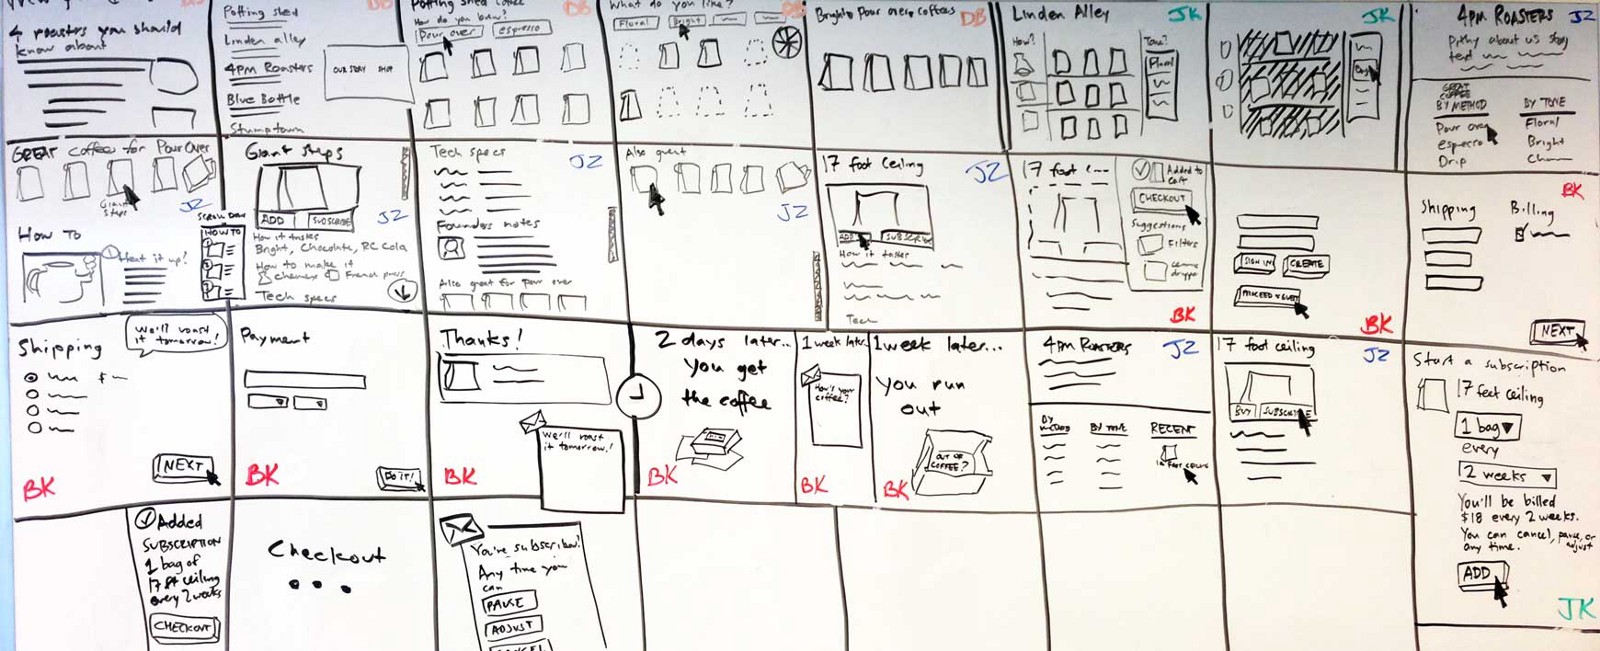 4 roasters you should
know about
DB
Potting shed
Linden alley
4PM Roasters
Blue Bottle
Stumptown
OUR STORY SHOP
DB
Potting shed coffee
How do you brew?
Pour over
espresso
DB
What do you like?
Floral
Bright
Bright Pour over coffees
DB
Linden Alley
JK
How?
Tone?
Floral
JK
4PM ROASTERS
JZ
Pithy about us story
text
GREAT
COFFEE
BY METHOD
BY TONE
Pour over
espresso
Drip
Floral
Bright
GREAT coffee for Pour Over
Giant
steps
JZ
How To
① Heat it up!
SCROLL DOWN
HOW TO
Giant steps
ADD
SUBSCRIBE
JZ
How it tastes
Bright, Chocolate, RC Cola
How to make it
chemex
French press
Tech specs
Tech specs
JZ
Founders notes
Also great for pour over
Also great
JZ
17 foot ceiling
JZ
ADD
SUBSCRIBE
How it tastes
Tech
17 foot c
Added to
cart
CHECKOUT
Suggestions
Filters
BK
SIGN IN
CREATE
BK
BK
Shipping
Billing
NEXT
Shipping
We'll roast
it tomorrow!
$
NEXT
BK
Payment
DO IT!
BK
Thanks!
We'll roast
it tomorrow!
BK
2 days later...
You get
the coffee
BK
1 week later
How's your
coffee?
BK
1 week later...
You run
out
OUT OF
COFFEE?
BK
4PM ROASTERS
JZ
BY
METHOD
BY TONE
RECENT
17 foot ceiling
JZ
BUY
SUBSCRIBE
Start a subscription
17 feet ceiling
1 bag
every
2 weeks
You'll be billed
$18 every 2 weeks.
You can cancel, pause, or
adjust
any time.
ADD
JK
Added
SUBSCRIPTION
1 bag of
17 ft ceiling
every 2 weeks
CHECKOUT
Checkout
...
You're subscribed!
Any time you
can
PAUSE
ADJUST
CANCEL